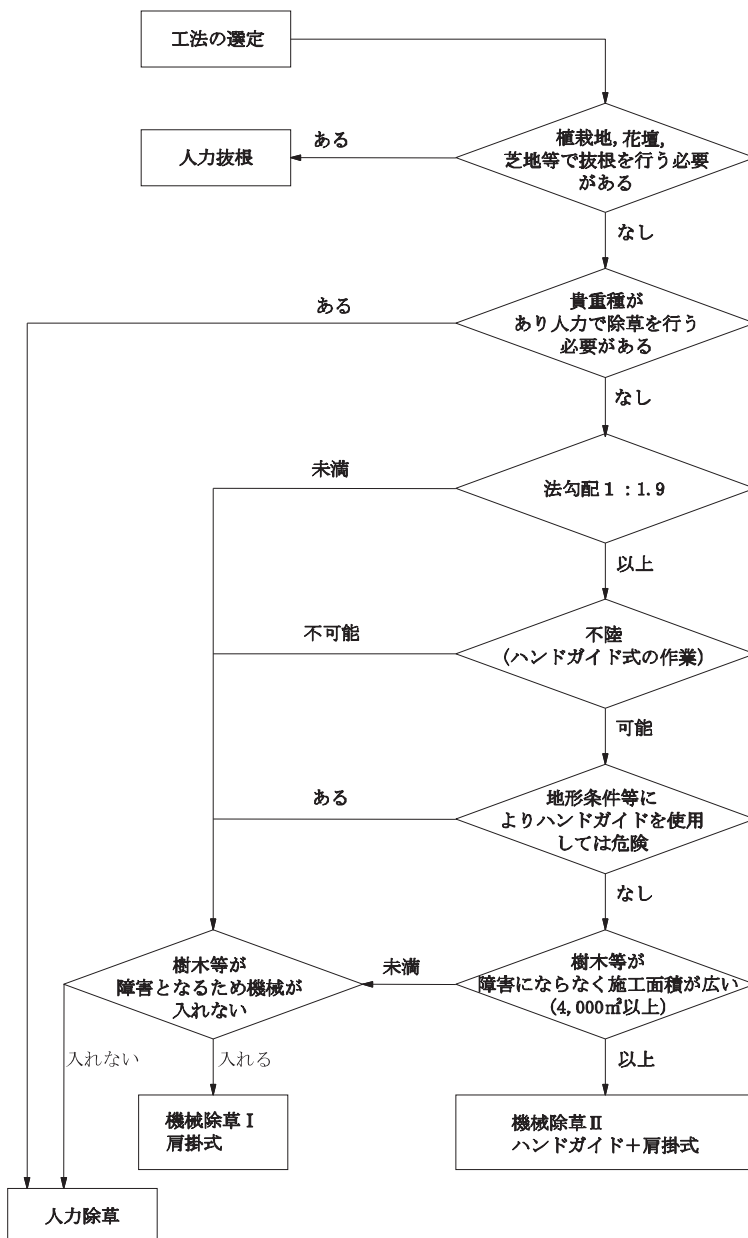 工法の選定
植栽地,花壇,
芝地等で抜根を行う必要
がある
ある
人力抜根
なし
貴重種が
あり人力で除草を行う
必要がある
ある
なし
法勾配1:1.9
未満
以上
不陸
(ハンドガイド式の作業)
不可能
可能
地形条件等に
よりハンドガイドを使用
しては危険
ある
なし
樹木等が
障害にならなく施工面積が広い
(4,000㎡以上)
未満
樹木等が
障害となるため機械が
入れない
入れない
入れる
以上
機械除草Ⅰ
肩掛式
機械除草Ⅱ
ハンドガイド+肩掛式
人力除草